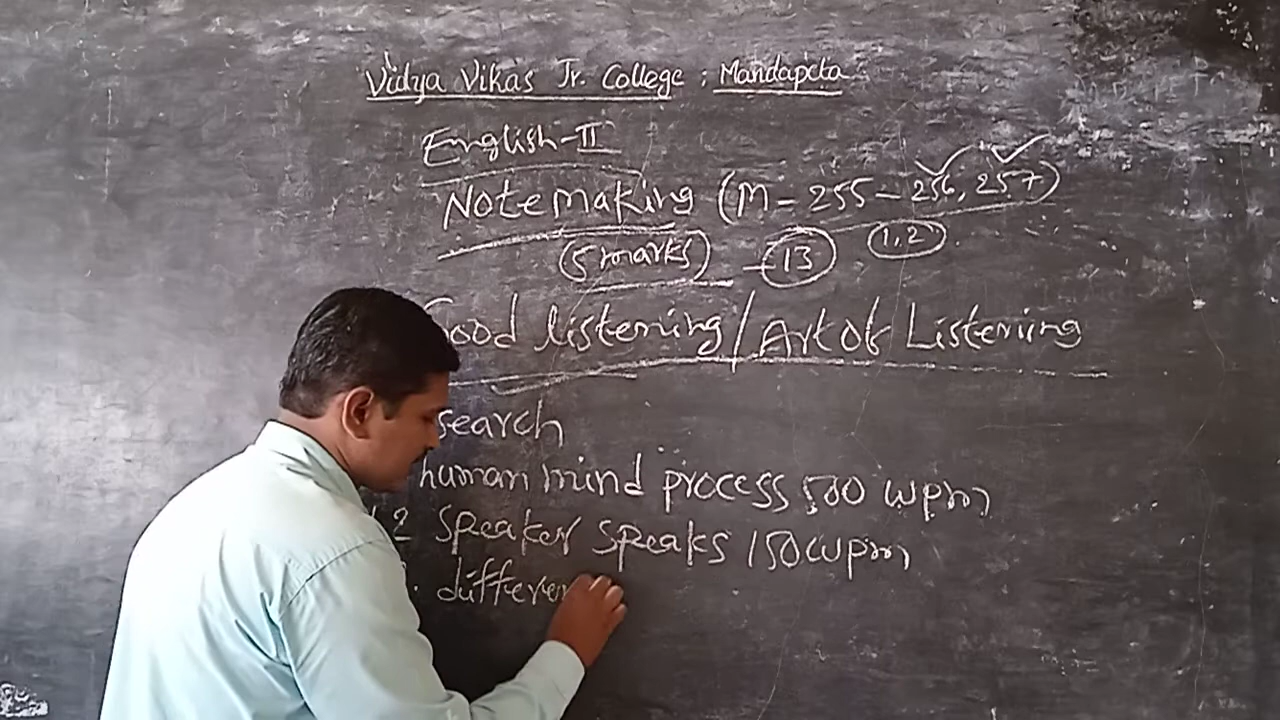 Vidya Vikas Jr. College : Mandapeta
English-II
Note making (M - 255 - 256, 257)
(5 marks) - 13 1,2
Good listening / Art of Listening
search
human mind process 500 wpm
1.2 Speaker speaks 150 wpm
differen